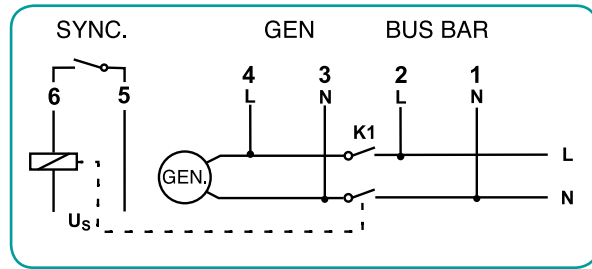 SYNC. GEN BUS BAR
6 5 4 3 2 1
L N L N
K1
GEN.
L
N
US